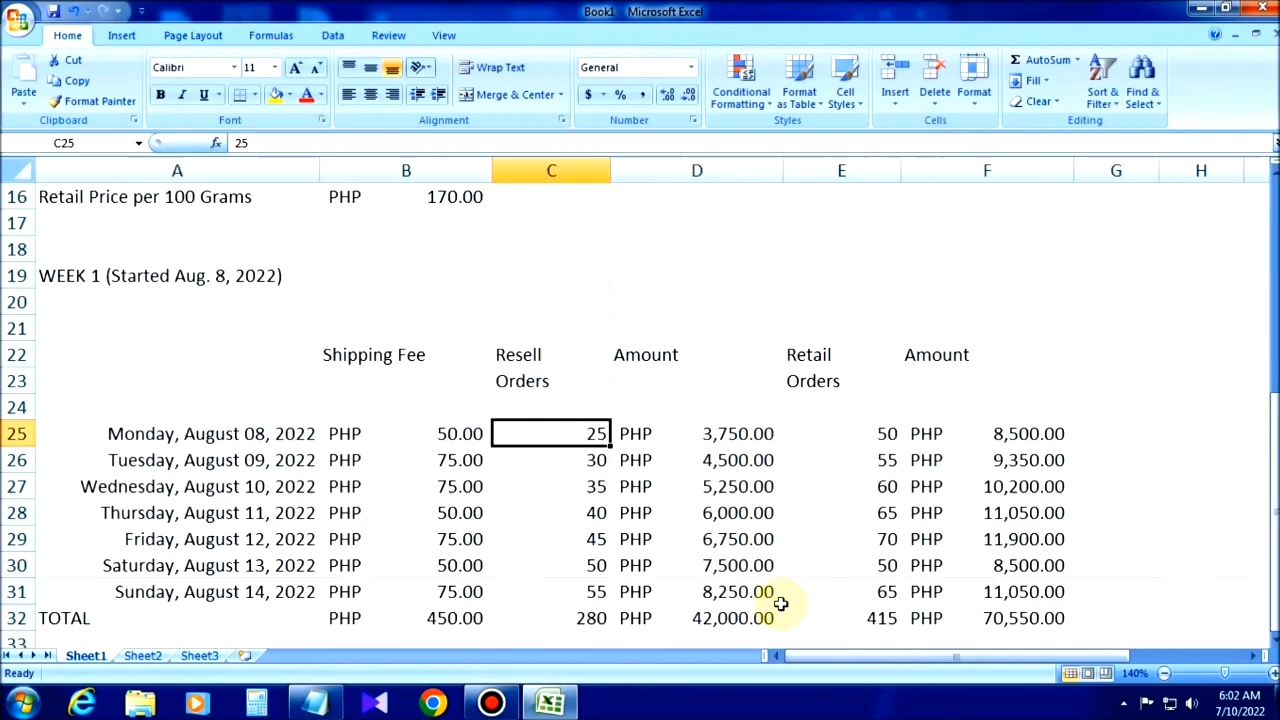 Book1 - Microsoft Excel
Home Insert Page Layout Formulas Data Review View
Cut Calibri 11 Wrap Text General AutoSum
Copy Fill
Paste Format Painter Merge & Center Conditional Formatting Format as Table Cell Styles Insert Delete Format Clear Sort & Filter Find & Select
Clipboard Font Alignment Number Styles Cells Editing
C25 fx 25
A B C D E F G H
16 Retail Price per 100 Grams PHP 170.00
17
18
19 WEEK 1 (Started Aug. 8, 2022)
20
21
22 Shipping Fee Resell Amount Retail Amount
23 Orders Orders
24
25 Monday, August 08, 2022 PHP 50.00 25 PHP 3,750.00 50 PHP 8,500.00
26 Tuesday, August 09, 2022 PHP 75.00 30 PHP 4,500.00 55 PHP 9,350.00
27 Wednesday, August 10, 2022 PHP 75.00 35 PHP 5,250.00 60 PHP 10,200.00
28 Thursday, August 11, 2022 PHP 50.00 40 PHP 6,000.00 65 PHP 11,050.00
29 Friday, August 12, 2022 PHP 75.00 45 PHP 6,750.00 70 PHP 11,900.00
30 Saturday, August 13, 2022 PHP 50.00 50 PHP 7,500.00 50 PHP 8,500.00
31 Sunday, August 14, 2022 PHP 75.00 55 PHP 8,250.00 65 PHP 11,050.00
32 TOTAL PHP 450.00 280 PHP 42,000.00 415 PHP 70,550.00
33
Sheet1 Sheet2 Sheet3
Ready 140%
6:02 AM
7/10/2022